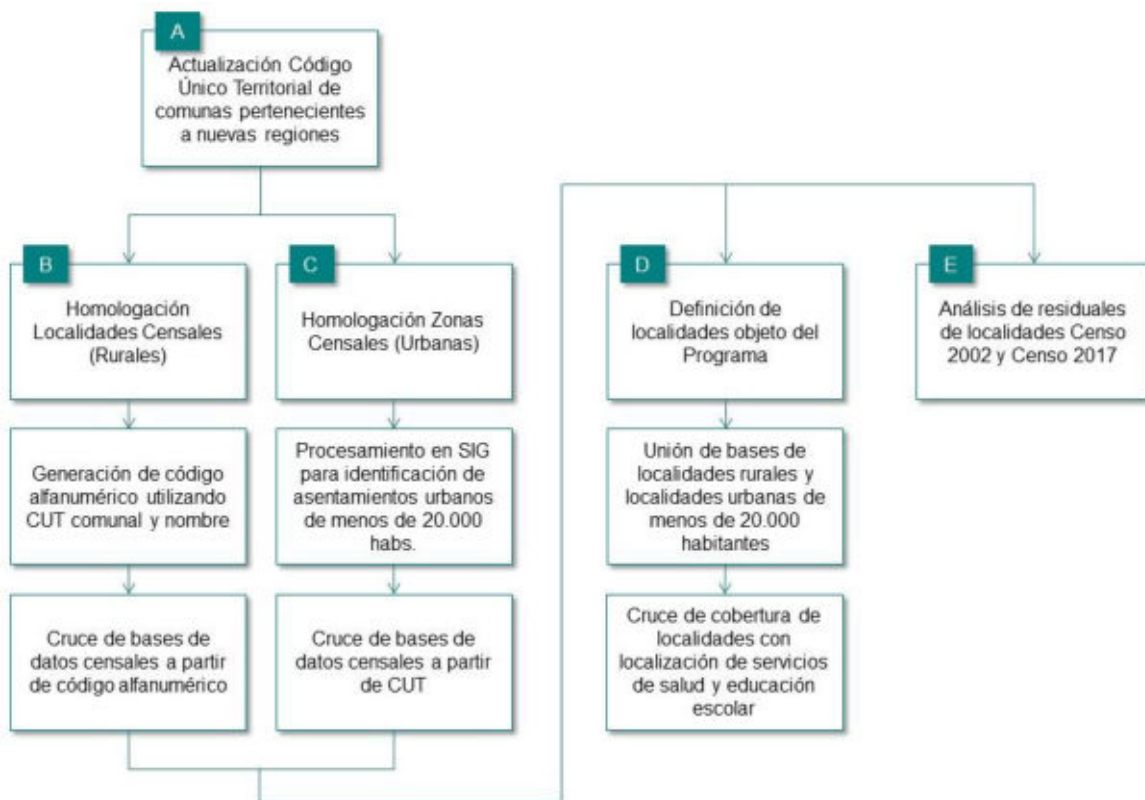 A
Actualización Código
Único Territorial de
comunas pertenecientes
a nuevas regiones
B
Homologación
Localidades Censales
(Rurales)
Generación de código
alfanumérico utilizando
CUT comunal y nombre
Cruce de bases de
datos censales a partir
de código alfanumérico
C
Homologación Zonas
Censales (Urbanas)
Procesamiento en SIG
para identificación de
asentamientos urbanos
de menos de 20.000
habs.
Cruce de bases de
datos censales a partir
de CUT
D
Definición de
localidades objeto del
Programa
Unión de bases de
localidades rurales y
localidades urbanas de
menos de 20.000
habitantes
Cruce de cobertura de
localidades con
localización de servicios
de salud y educación
escolar
E
Análisis de residuales
de localidades Censo
2002 y Censo 2017